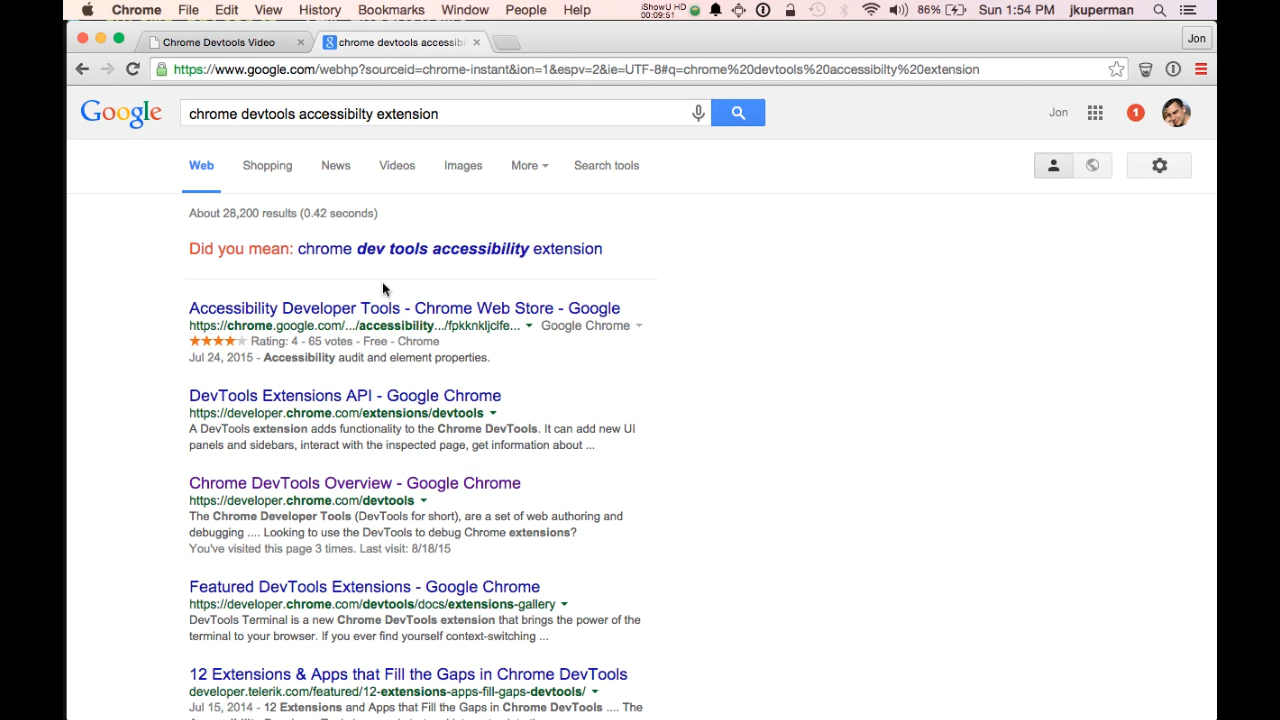 Chrome File Edit View History Bookmarks Window People Help iShowU HD 00:09:51 86% Sun 1:54 PM jkuperman
Chrome Devtools Video chrome devtools accessibi Jon
https://www.google.com/webhp?sourceid=chrome-instant&ion=1&espv=2&ie=UTF-8#q=chrome%20devtools%20accessibilty%20extension
Google chrome devtools accessibilty extension Jon 1
Web Shopping News Videos Images More Search tools
About 28,200 results (0.42 seconds)
Did you mean: chrome dev tools accessibility extension
Accessibility Developer Tools - Chrome Web Store - Google
https://chrome.google.com/.../accessibility.../fpkknkljclfe... Google Chrome
Rating: 4 - 65 votes - Free - Chrome
Jul 24, 2015 - Accessibility audit and element properties.
DevTools Extensions API - Google Chrome
https://developer.chrome.com/extensions/devtools
A DevTools extension adds functionality to the Chrome DevTools. It can add new UI
panels and sidebars, interact with the inspected page, get information about ...
Chrome DevTools Overview - Google Chrome
https://developer.chrome.com/devtools
The Chrome Developer Tools (DevTools for short), are a set of web authoring and
debugging .... Looking to use the DevTools to debug Chrome extensions?
You've visited this page 3 times. Last visit: 8/18/15
Featured DevTools Extensions - Google Chrome
https://developer.chrome.com/devtools/docs/extensions-gallery
DevTools Terminal is a new Chrome DevTools extension that brings the power of the
terminal to your browser. If you ever find yourself context-switching ...
12 Extensions & Apps that Fill the Gaps in Chrome DevTools
developer.telerik.com/featured/12-extensions-apps-fill-gaps-devtools/
Jul 15, 2014 - 12 Extensions and Apps that Fill the Gaps in Chrome DevTools .... The